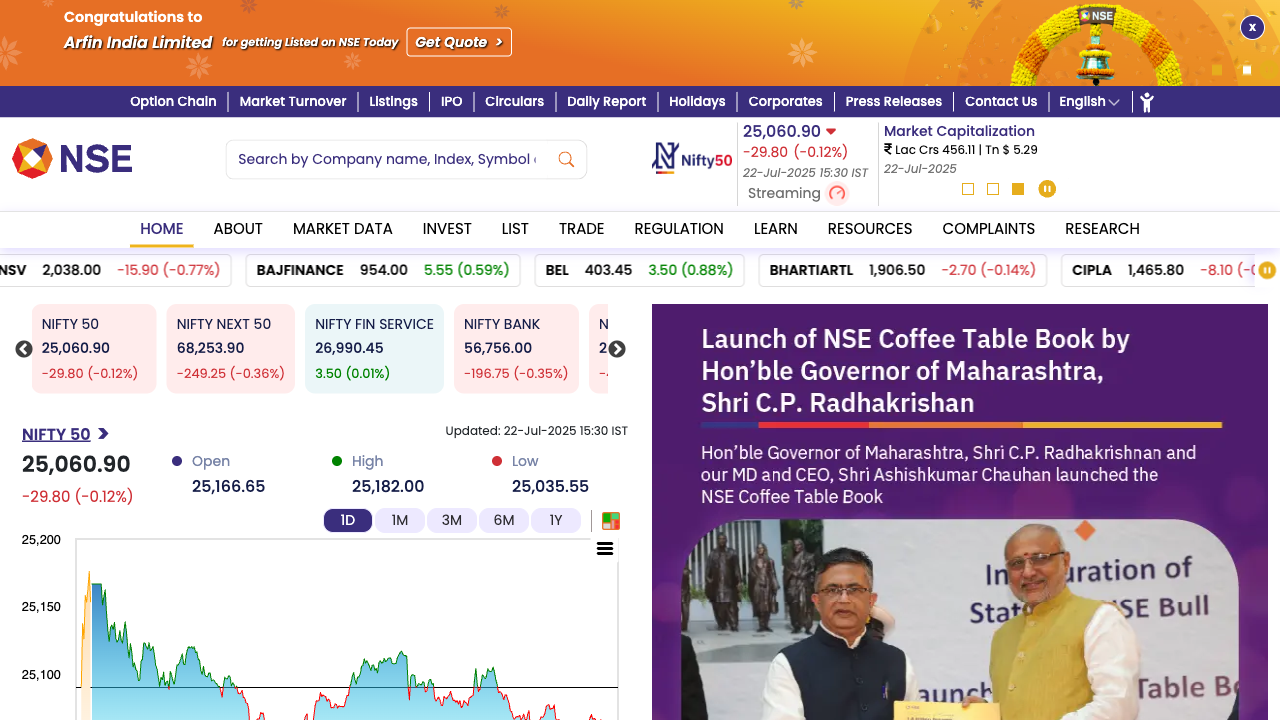 Congratulations to
Arfin India Limited for getting Listed on NSE Today Get Quote >
NSE
x
Option Chain Market Turnover Listings IPO Circulars Daily Report Holidays Corporates Press Releases Contact Us English
NSE
Search by Company name, Index, Symbol
Nifty50
25,060.90
-29.80 (-0.12%)
22-Jul-2025 15:30 IST
Streaming
Market Capitalization
₹ Lac Crs 456.11 | Tn $ 5.29
22-Jul-2025
HOME ABOUT MARKET DATA INVEST LIST TRADE REGULATION LEARN RESOURCES COMPLAINTS RESEARCH
NSV 2,038.00 -15.90 (-0.77%) BAJFINANCE 954.00 5.55 (0.59%) BEL 403.45 3.50 (0.88%) BHARTIARTL 1,906.50 -2.70 (-0.14%) CIPLA 1,465.80 -8.10
NIFTY 50
25,060.90
-29.80 (-0.12%)
NIFTY NEXT 50
68,253.90
-249.25 (-0.36%)
NIFTY FIN SERVICE
26,990.45
3.50 (0.01%)
NIFTY BANK
56,756.00
-196.75 (-0.35%)
NIFTY 50
Updated: 22-Jul-2025 15:30 IST
25,060.90
-29.80 (-0.12%)
Open
25,166.65
High
25,182.00
Low
25,035.55
1D 1M 3M 6M 1Y
25,200
25,150
25,100
Launch of NSE Coffee Table Book by
Hon'ble Governor of Maharashtra,
Shri C.P. Radhakrishan
Hon'ble Governor of Maharashtra, Shri C.P. Radhakrishnan and
our MD and CEO, Shri Ashishkumar Chauhan launched the
NSE Coffee Table Book
uration of
NSE Bull
Table